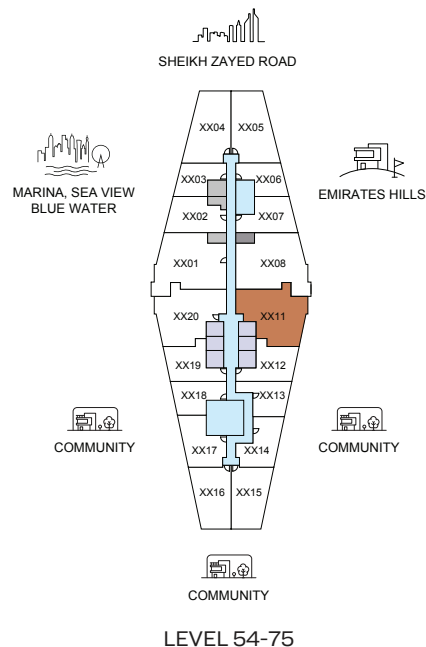 SHEIKH ZAYED ROAD
XX04 XX05
MARINA, SEA VIEW
BLUE WATER
EMIRATES HILLS
XX03 XX06
XX02 XX07
XX01 XX08
XX20 XX11
XX19 XX12
XX18 XX13
COMMUNITY
COMMUNITY
XX17 XX14
XX16 XX15
COMMUNITY
LEVEL 54-75